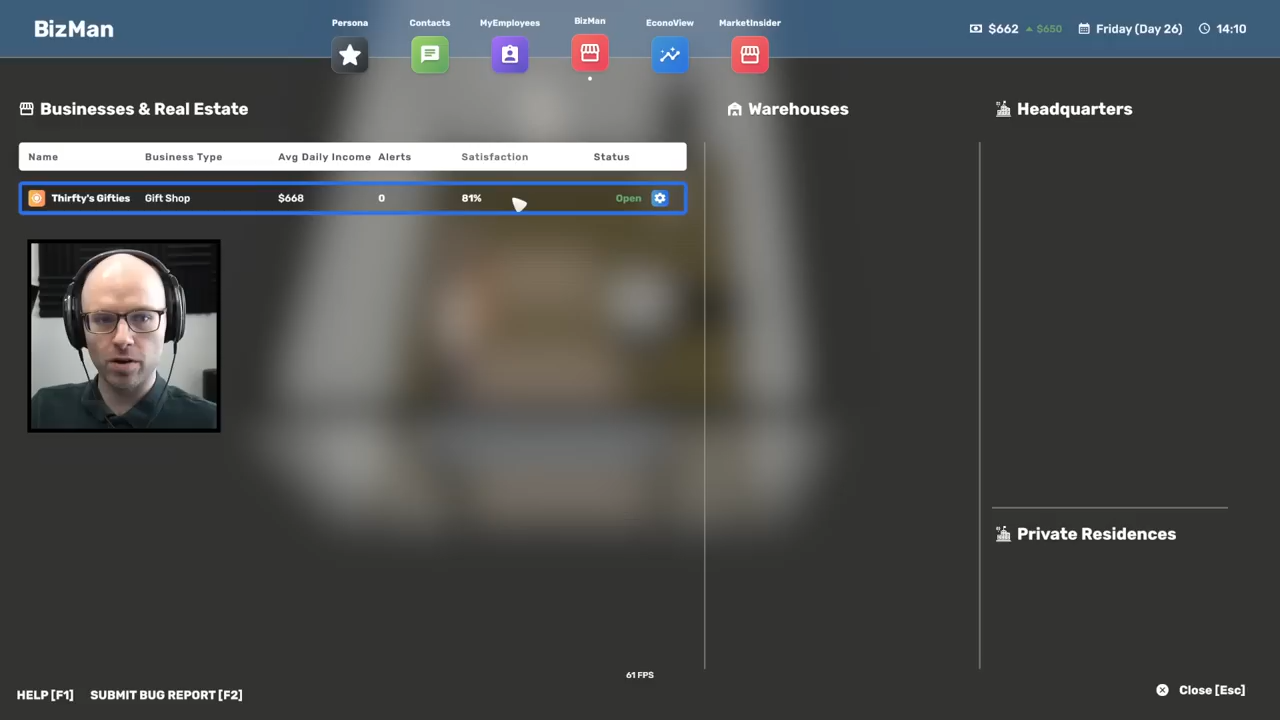 BizMan
Persona
Contacts
MyEmployees
BizMan
EconoView
MarketInsider
$662 $650 Friday (Day 26) 14:10
Businesses & Real Estate
Name Business Type Avg Daily Income Alerts Satisfaction Status
Thirfty's Gifties Gift Shop $668 0 81% Open
Warehouses
Headquarters
Private Residences
61 FPS
HELP [F1] SUBMIT BUG REPORT [F2]
Close [Esc]